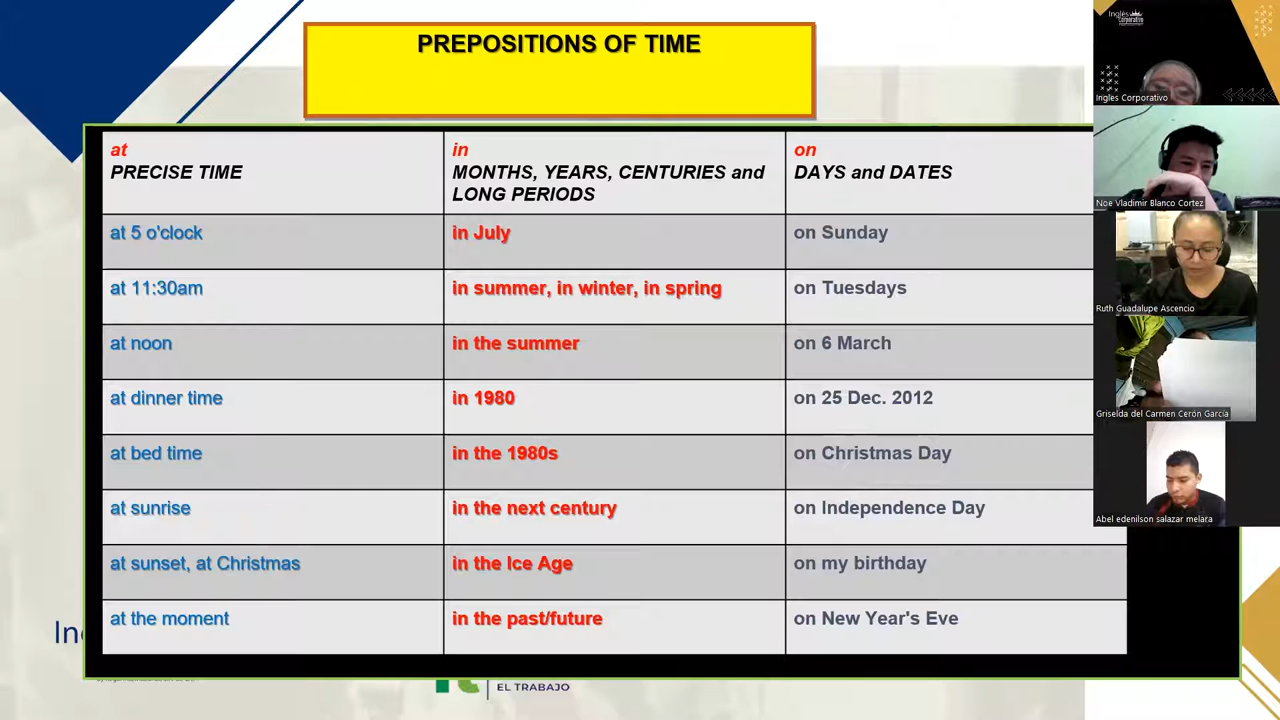 PREPOSITIONS OF TIME
at
PRECISE TIME
in
MONTHS, YEARS, CENTURIES and
LONG PERIODS
on
DAYS and DATES
at 5 o'clock
in July
on Sunday
at 11:30am
in summer, in winter, in spring
on Tuesdays
at noon
in the summer
on 6 March
at dinner time
in 1980
on 25 Dec. 2012
at bed time
in the 1980s
on Christmas Day
at sunrise
in the next century
on Independence Day
at sunset, at Christmas
in the Ice Age
on my birthday
at the moment
in the past/future
on New Year's Eve
EL TRABAJO
Inglés
Corporativo
Ingles Corporativo
Noe Vladimir Blanco Cortez
Ruth Guadalupe Ascencio
Griselda del Carmen Cerón García
Abel edenilson salazar melara